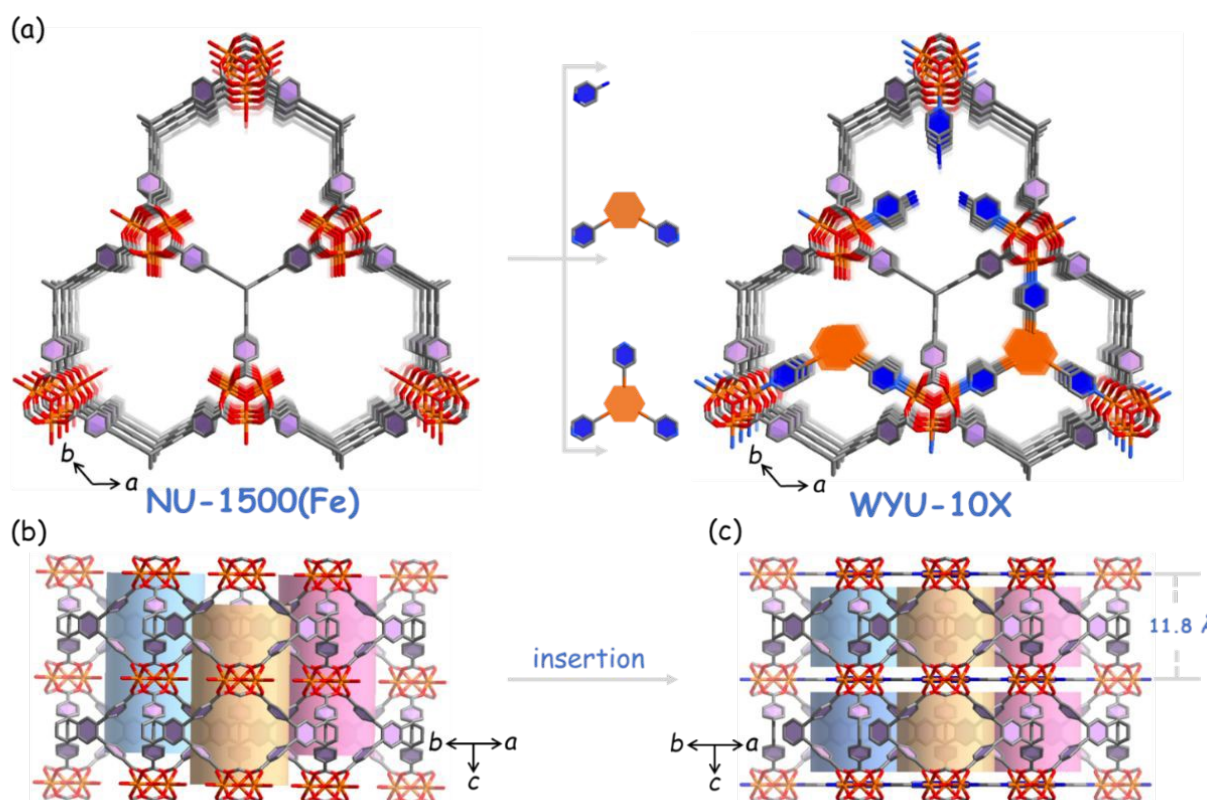 (a)
b
a
NU-1500(Fe)
b
a
WYU-10X
(b)
(c)
insertion
11.8 Å
b
a
c
b
a
c